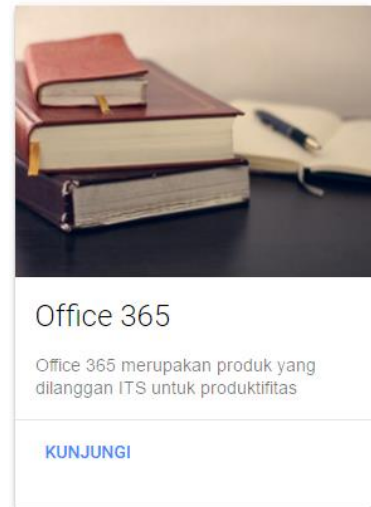 Office 365
Office 365 merupakan produk yang
dilanggan ITS untuk produktifitas
KUNJUNGI